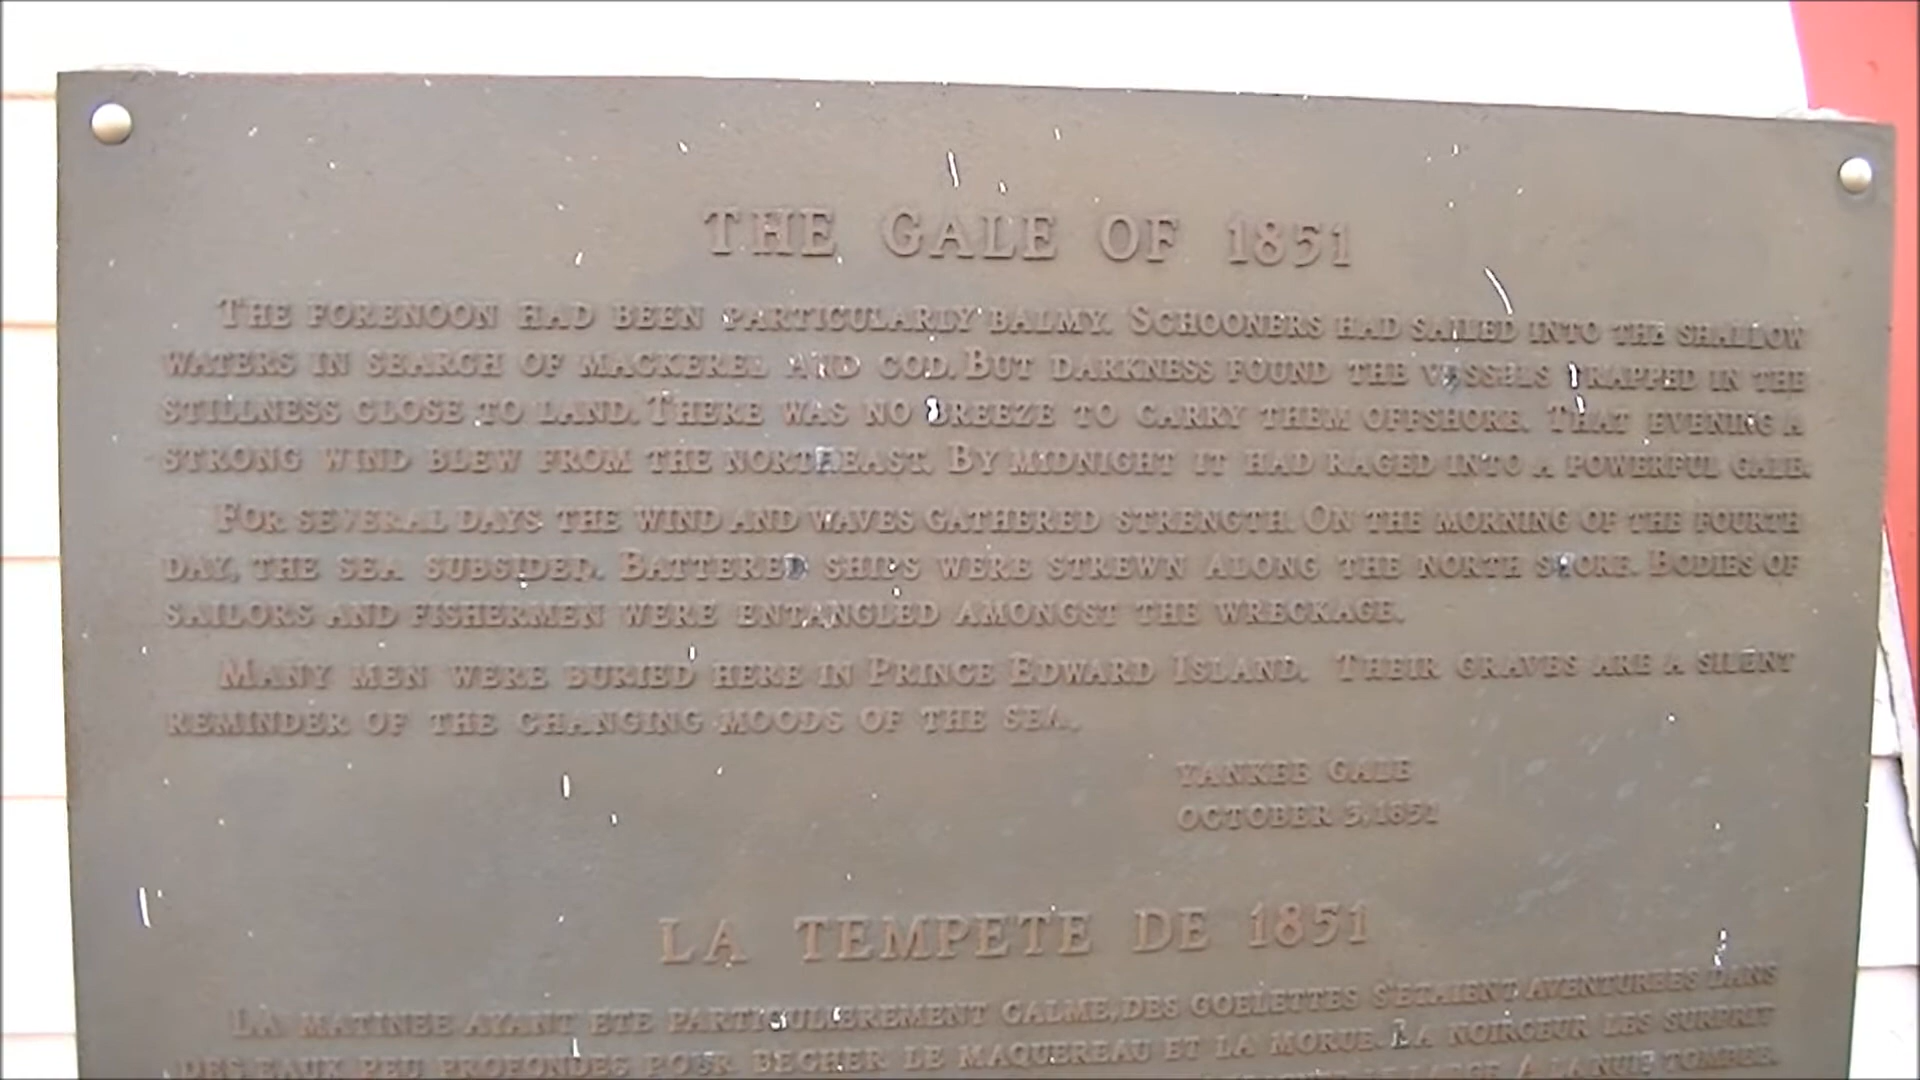 THE GALE OF 1851
THE FORENOON HAD BEEN PARTICULARLY BALMY. SCHOONERS HAD SAILED INTO THE SHALLOW
WATERS IN SEARCH OF MACKEREL AND COD. BUT DARKNESS FOUND THE VESSELS TRAPPED IN THE
STILLNESS CLOSE TO LAND. THERE WAS NO BREEZE TO CARRY THEM OFFSHORE. THAT EVENING A
STRONG WIND BLEW FROM THE NORTHEAST. BY MIDNIGHT IT HAD RAGED INTO A POWERFUL GALE.
FOR SEVERAL DAYS THE WIND AND WAVES GATHERED STRENGTH. ON THE MORNING OF THE FOURTH
DAY, THE SEA SUBSIDED. BATTERED SHIPS WERE STREWN ALONG THE NORTH SHORE. BODIES OF
SAILORS AND FISHERMEN WERE ENTANGLED AMONGST THE WRECKAGE.
MANY MEN WERE BURIED HERE IN PRINCE EDWARD ISLAND. THEIR GRAVES ARE A SILENT
REMINDER OF THE CHANGING MOODS OF THE SEA.
YANKEE GALE
OCTOBER 3, 1851
LA TEMPETE DE 1851
LA MATINEE AYANT ETE PARTICULIEREMENT CALME, DES GOELETTES S'ETAIENT AVENTUREES DANS
DES EAUX PEU PROFONDES POUR PECHER LE MAQUEREAU ET LA MORUE. LA NOIRCEUR LES SURPRIT
LARGE A LA NUIT TOMBEE.